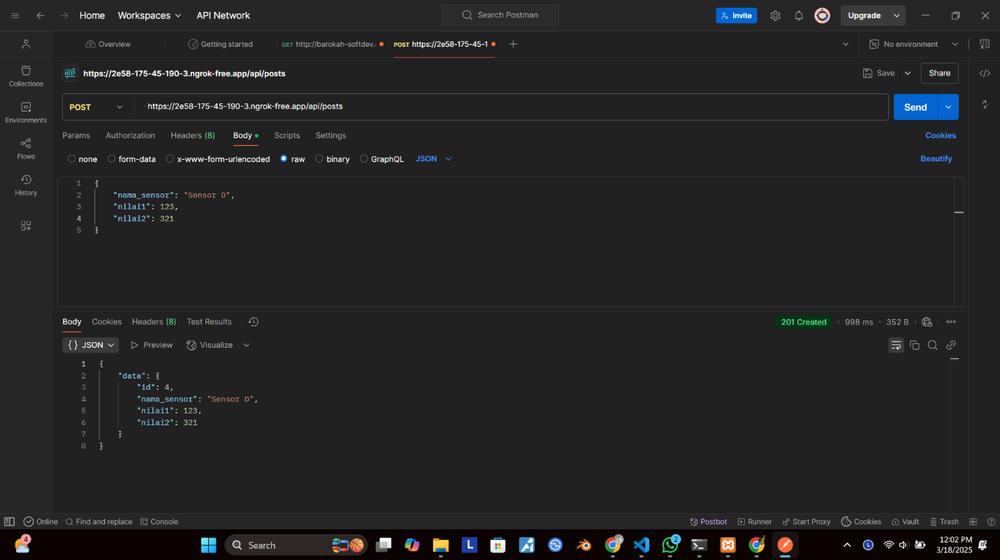 Home Workspaces API Network Search Postman Invite Upgrade
Overview Getting started GET http://barokah-softdev. POST https://2e58-175-45-1 No environment
HTTP https://2e58-175-45-190-3.ngrok-free.app/api/posts Save Share
Collections
POST https://2e58-175-45-190-3.ngrok-free.app/api/posts Send
Environments
Params Authorization Headers (8) Body Scripts Settings Cookies
Flows
none form-data x-www-form-urlencoded raw binary GraphQL JSON Beautify
History
1 {
2 "nama_sensor": "Sensor D",
3 "nilai1": 123,
4 "nilai2": 321
5 }
Body Cookies Headers (8) Test Results 201 Created 998 ms 352 B
{} JSON Preview Visualize
1 {
2 "data": {
3 "id": 4,
4 "nama_sensor": "Sensor D",
5 "nilai1": 123,
6 "nilai2": 321
7 }
8 }
Online Find and replace Console Postbot Runner Start Proxy Cookies Vault Trash
4 Search L 2 L 12:02 PM
3/18/2025